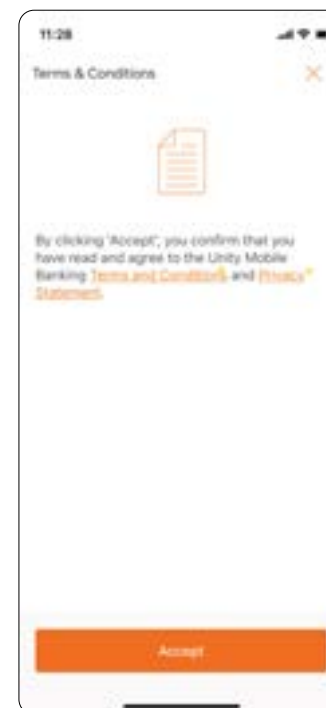 11:28
Terms & Conditions
By clicking 'Accept', you confirm that you
have read and agree to the Unity Mobile
Banking Terms and Conditions and Privacy
Statement.
Accept